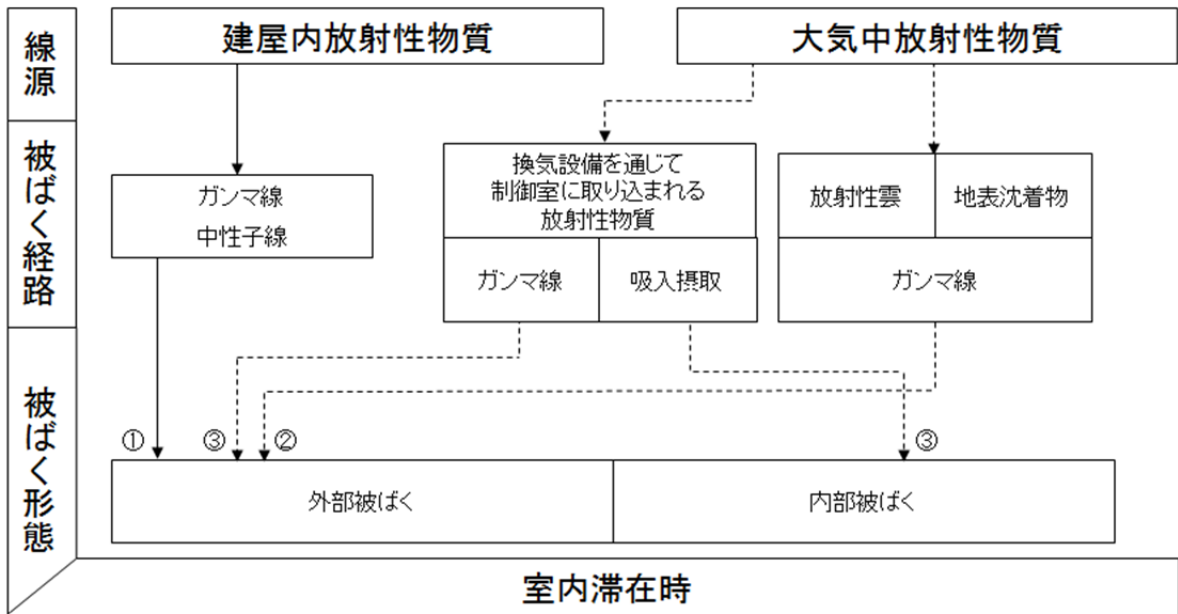 線源
建屋内放射性物質
大気中放射性物質
被ばく経路
ガンマ線
中性子線
換気設備を通じて
制御室に取り込まれる
放射性物質
ガンマ線
吸入摂取
放射性雲
地表沈着物
ガンマ線
被ばく形態
①
③
②
③
外部被ばく
内部被ばく
室内滞在時